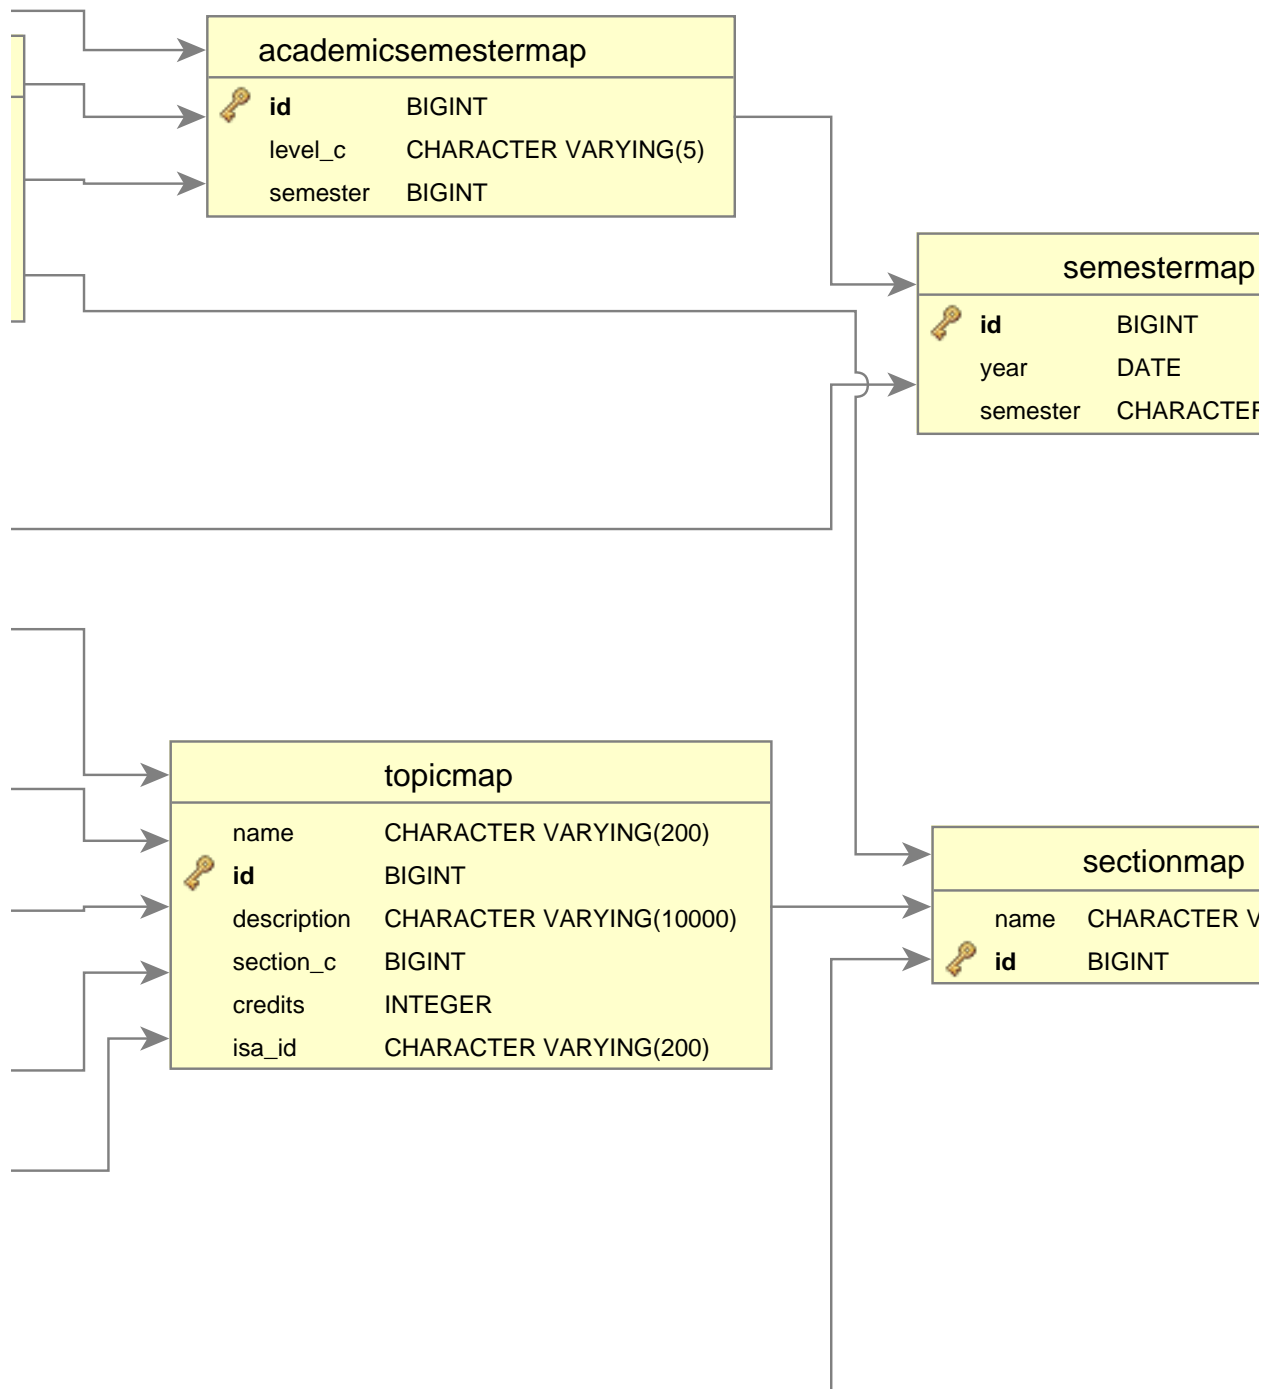 academicsemestermap
id BIGINT
level_c CHARACTER VARYING(5)
semester BIGINT
semestermap
id BIGINT
year DATE
semester CHARACTER
topicmap
name CHARACTER VARYING(200)
id BIGINT
description CHARACTER VARYING(10000)
section_c BIGINT
credits INTEGER
isa_id CHARACTER VARYING(200)
sectionmap
name CHARACTER V
id BIGINT